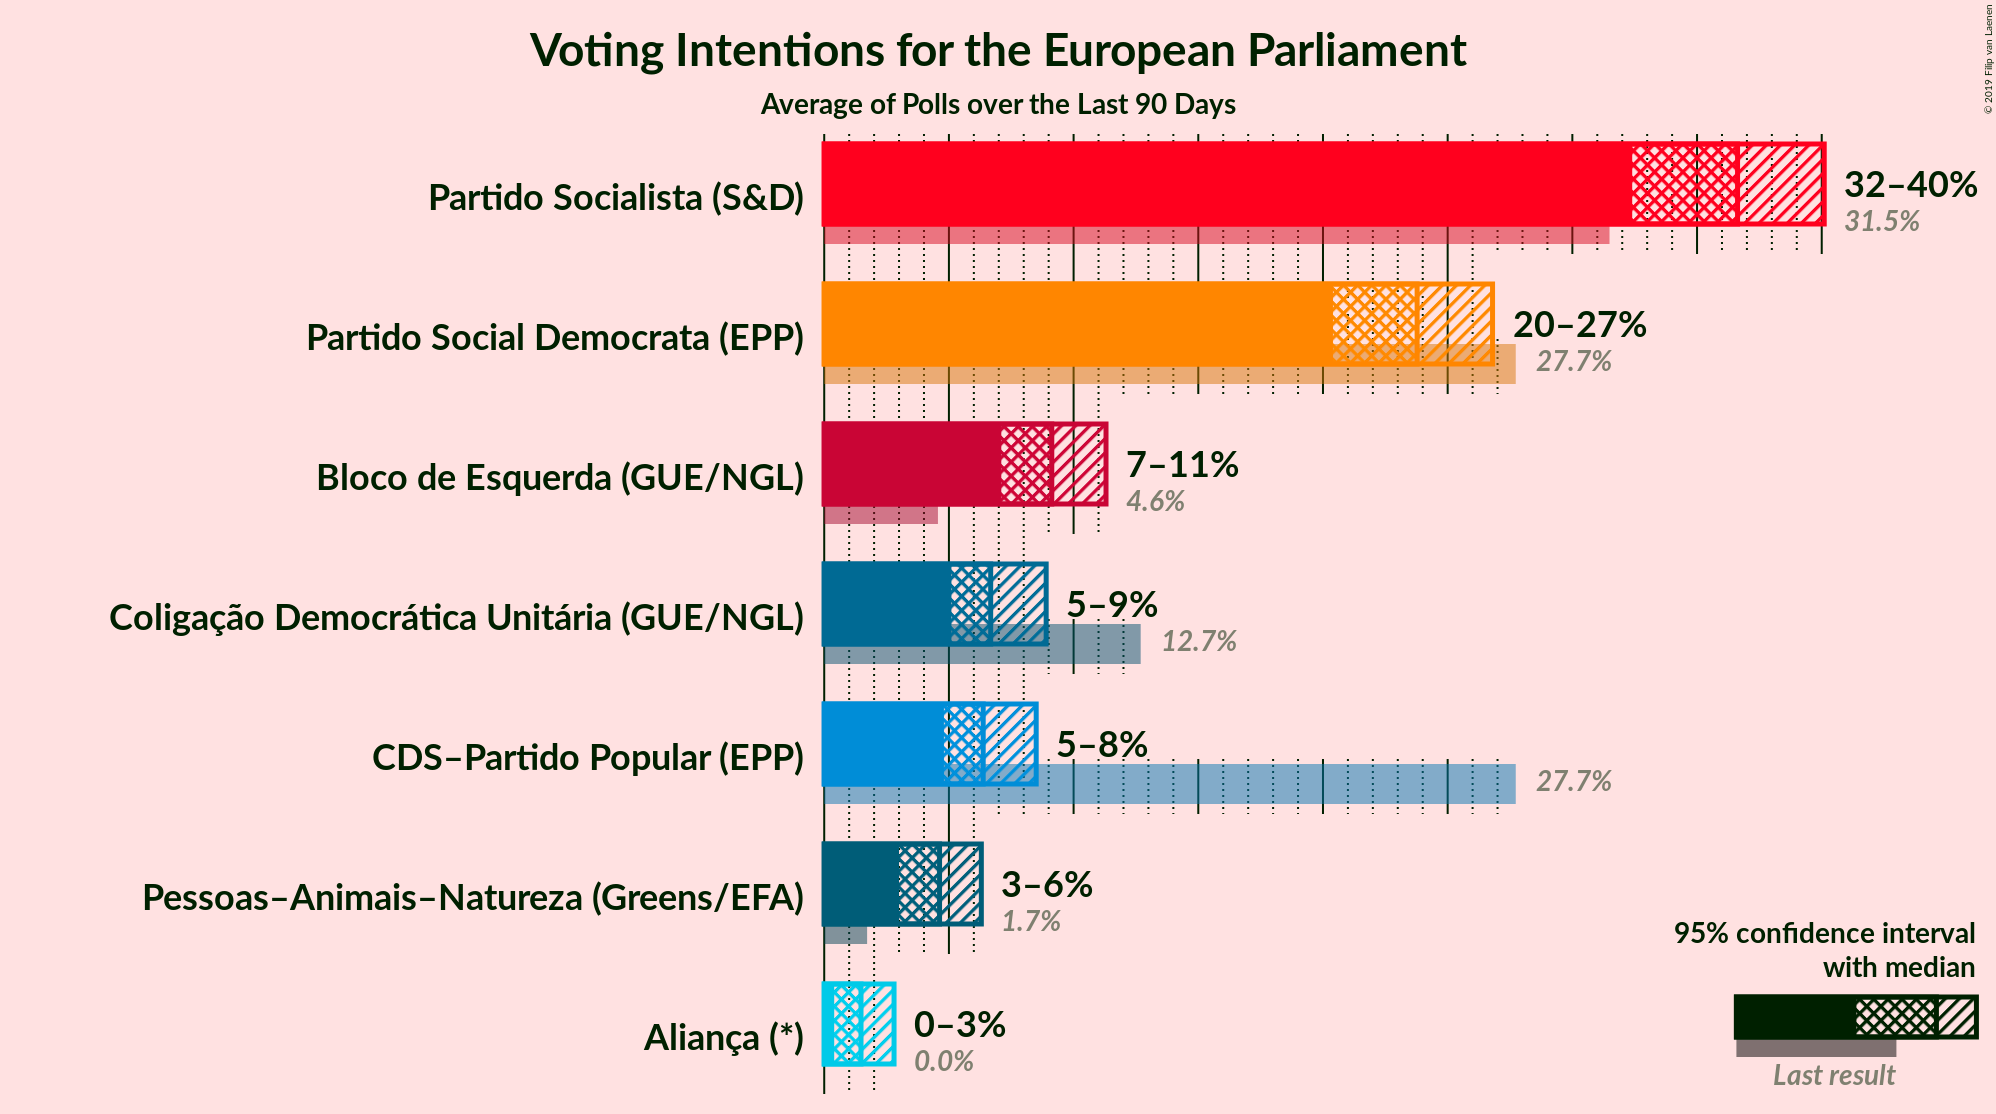 Voting Intentions for the European Parliament
Average of Polls over the Last 90 Days
© 2019 Filip van Laenen
Partido Socialista (S&D)
32–40%
31.5%
Partido Social Democrata (EPP)
20–27%
27.7%
Bloco de Esquerda (GUE/NGL)
7–11%
4.6%
Coligação Democrática Unitária (GUE/NGL)
5–9%
12.7%
CDS–Partido Popular (EPP)
5–8%
27.7%
Pessoas–Animais–Natureza (Greens/EFA)
3–6%
1.7%
Aliança (*)
0–3%
0.0%
95% confidence interval
with median
Last result